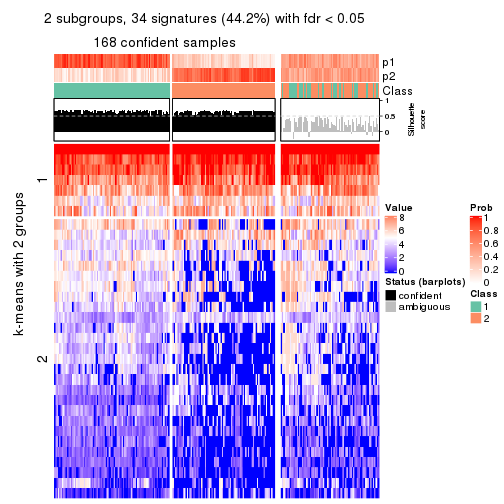 2 subgroups, 34 signatures (44.2%) with fdr < 0.05
168 confident samples
p1
p2
Class
1
0.5
0
Silhouette
score
k-means with 2 groups
1
2
Value
8
6
4
2
0
Status (barplots)
confident
ambiguous
Prob
1
0.8
0.6
0.4
0.2
0
Class
1
2